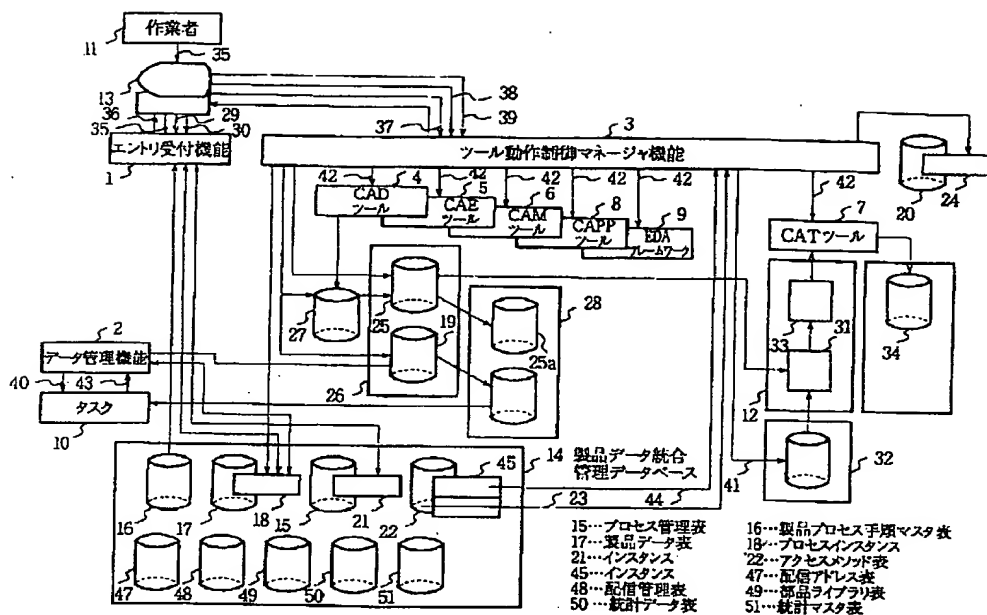 作業者
11
35
13
36
35
29
30
38
39
37
エントリ受付機能
1
3
ツール動作制御マネージャ機能
42
4
42
5
42
6
42
8
42
9
42
7
20
24
CAD
ツール
CAE
ツール
CAM
ツール
CAPP
ツール
EDA
フレームワーク
CATツール
27
25
19
26
28
25a
33
31
12
34
32
2
データ管理機能
40
43
タスク
10
14
製品データ統合
管理データベース
45
23
44
41
16
17
18
15
21
22
47
48
49
50
51
15…プロセス管理表
17…製品データ表
21…インスタンス
45…インスタンス
48…配信管理表
50…統計データ表
16…製品プロセス手順マスタ表
18…プロセスインスタンス
22…アクセスメソッド表
47…配信アドレス表
49…部品ライブラリ表
51…統計マスタ表